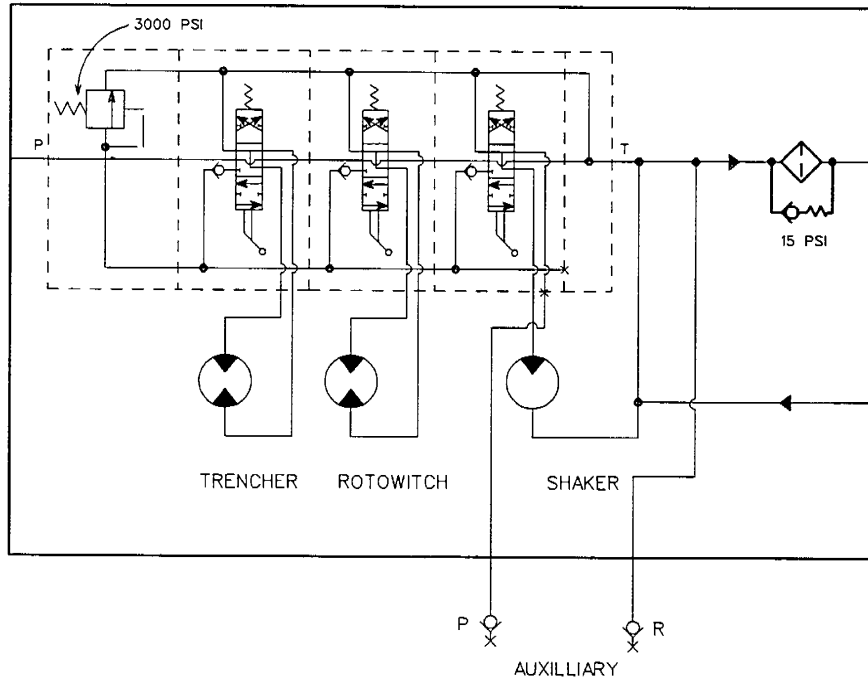 3000 PSI
P
T
15 PSI
TRENCHER
ROTOWITCH
SHAKER
P
R
AUXILLIARY